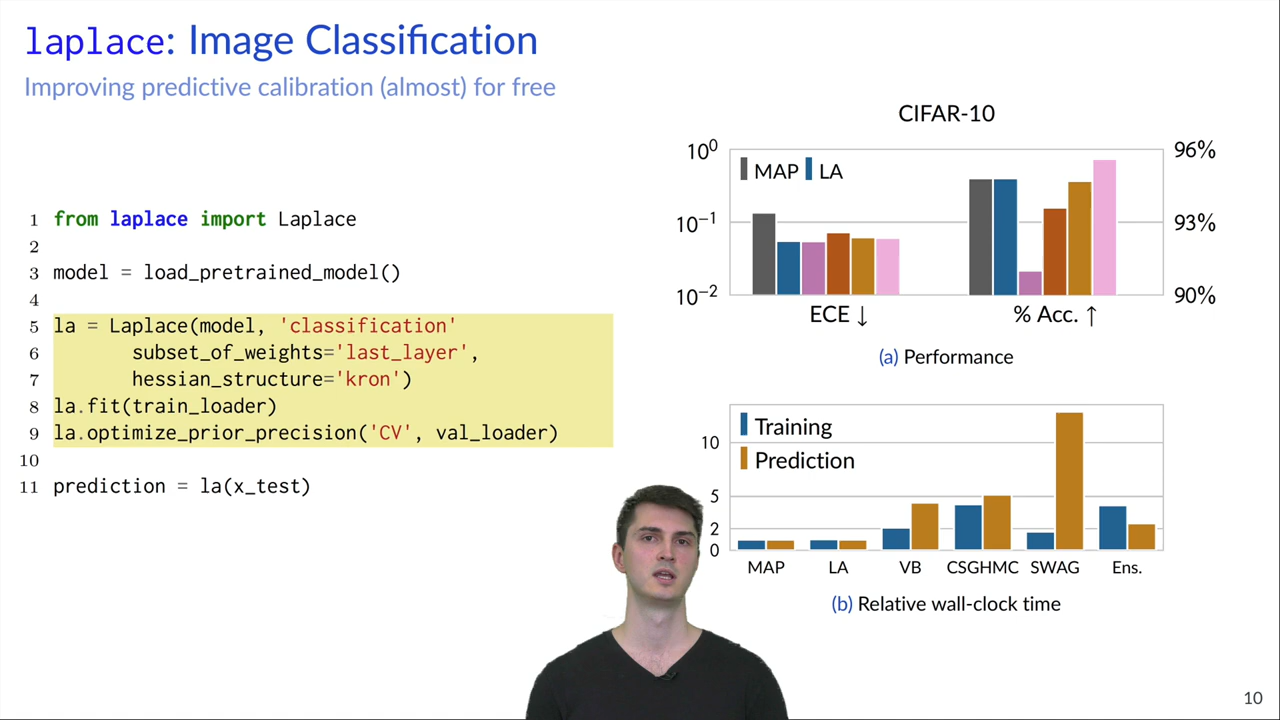 laplace: Image Classification
Improving predictive calibration (almost) for free
1 from laplace import Laplace
2
3 model = load_pretrained_model()
4
5 la = Laplace(model, 'classification'
6 subset_of_weights='last_layer',
7 hessian_structure='kron')
8 la.fit(train_loader)
9 la.optimize_prior_precision('CV', val_loader)
10
11 prediction = la(x_test)
CIFAR-10
10⁰
10⁻¹
10⁻²
MAP LA
96%
93%
90%
ECE ↓ % Acc. ↑
(a) Performance
Training
Prediction
10
5
2
0
MAP LA VB CSGHMC SWAG Ens.
(b) Relative wall-clock time
10